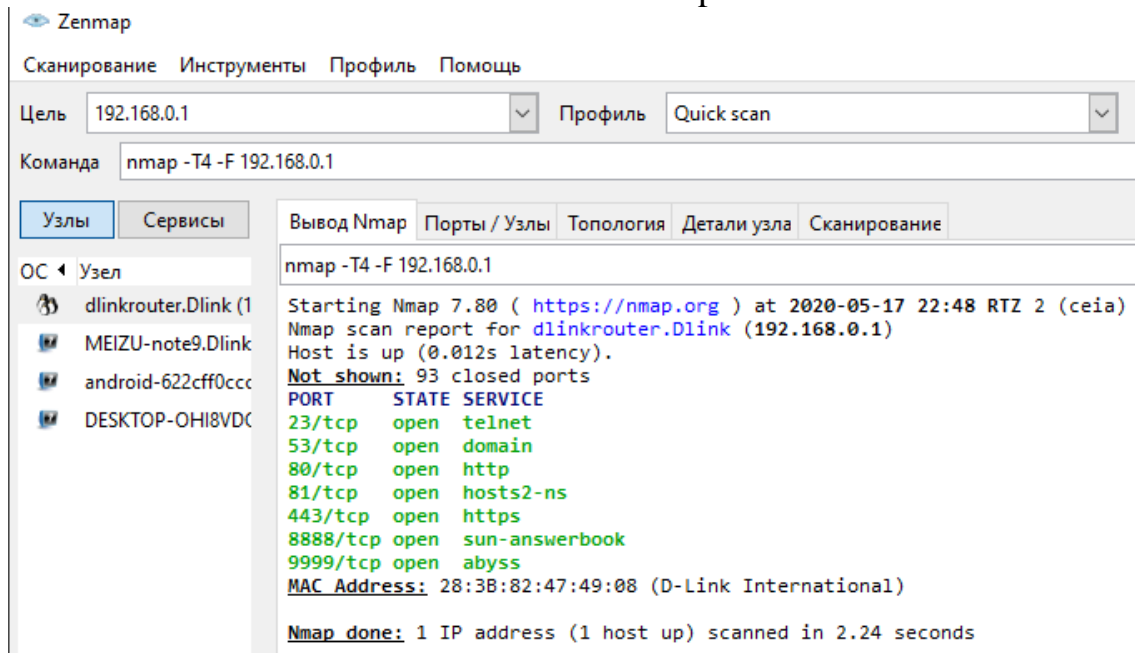 Zenmap
Сканирование Инструменты Профиль Помощь
Цель 192.168.0.1 Профиль Quick scan
Команда nmap -T4 -F 192.168.0.1
Узлы Сервисы Вывод Nmap Порты / Узлы Топология Детали узла Сканирование
ОС Узел
nmap -T4 -F 192.168.0.1
dlinkrouter.Dlink (1
MEIZU-note9.Dlink
android-622cff0ccc
DESKTOP-OHI8VDC
Starting Nmap 7.80 ( https://nmap.org ) at 2020-05-17 22:48 RTZ 2 (ceia)
Nmap scan report for dlinkrouter.Dlink (192.168.0.1)
Host is up (0.012s latency).
Not shown: 93 closed ports
PORT STATE SERVICE
23/tcp open telnet
53/tcp open domain
80/tcp open http
81/tcp open hosts2-ns
443/tcp open https
8888/tcp open sun-answerbook
9999/tcp open abyss
MAC Address: 28:3B:82:47:49:08 (D-Link International)
Nmap done: 1 IP address (1 host up) scanned in 2.24 seconds